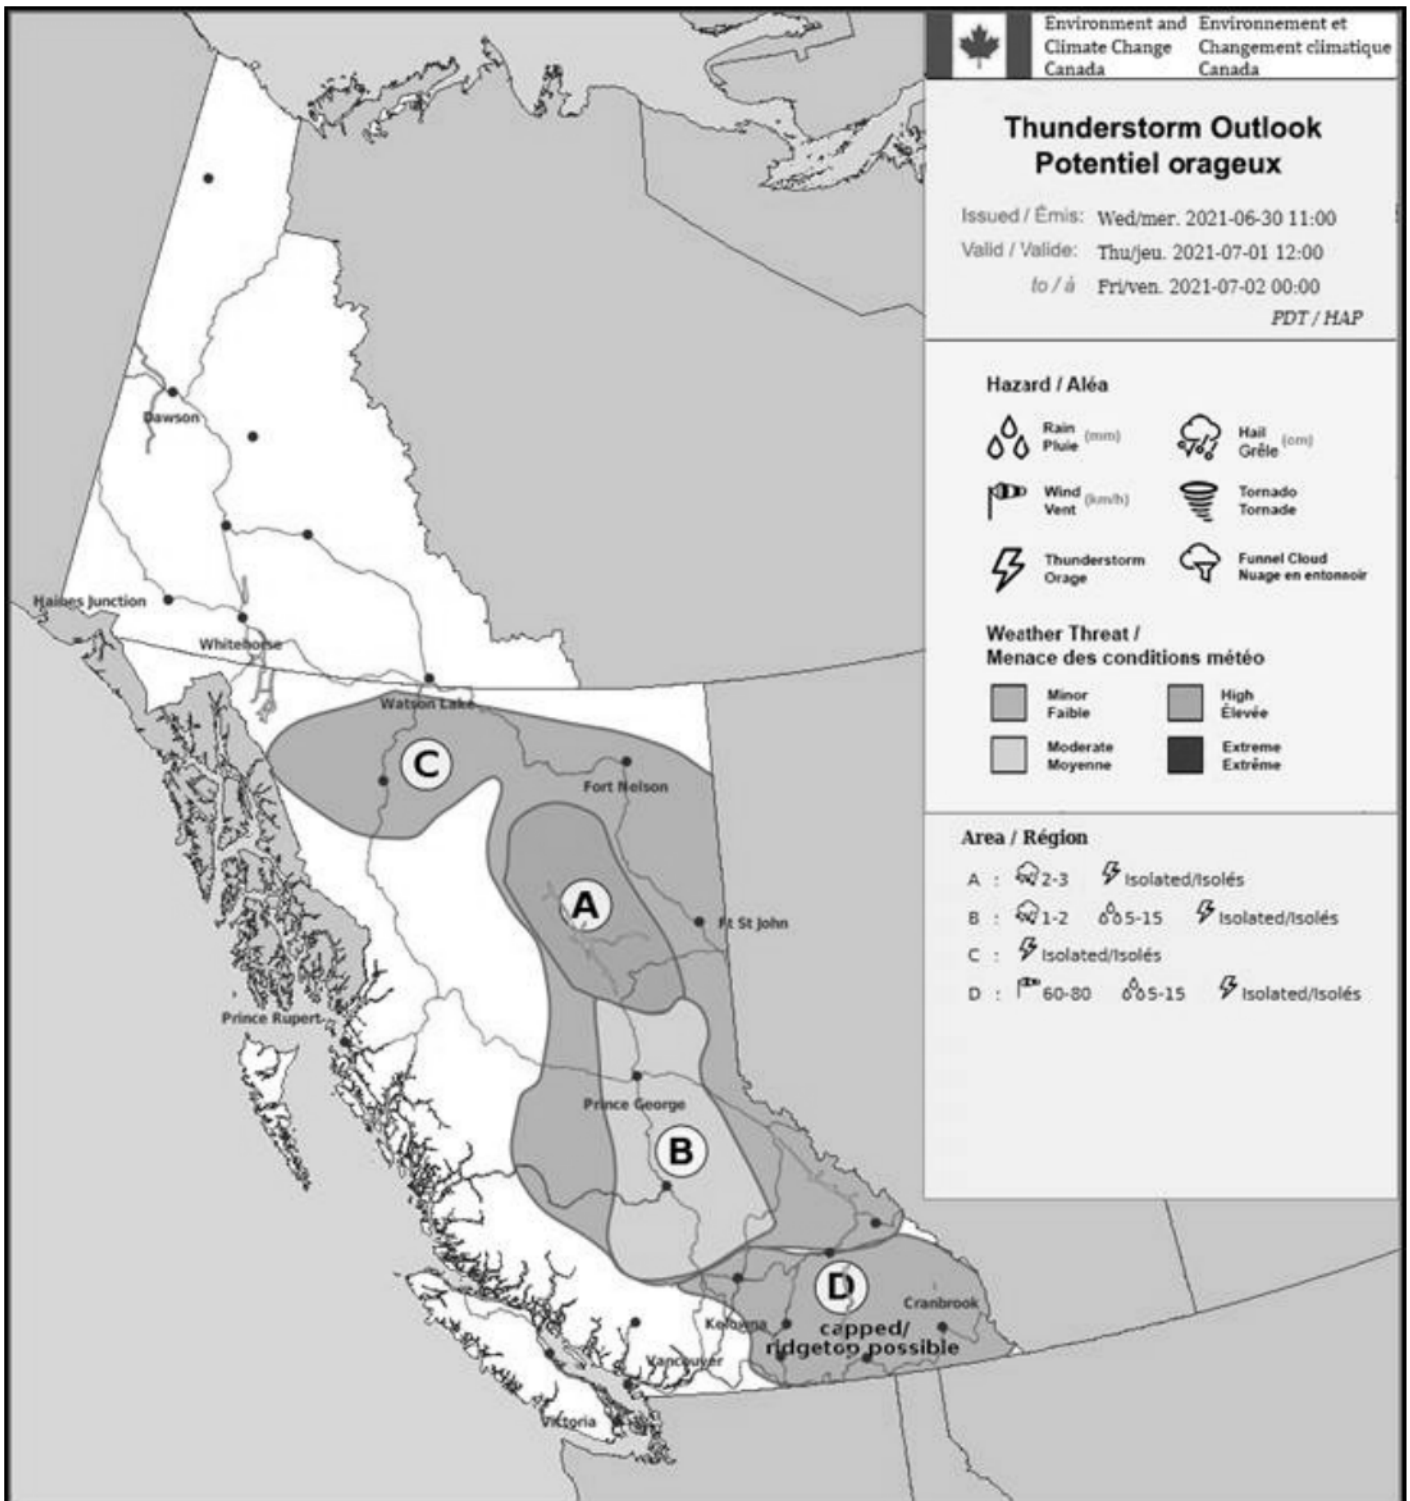 Environment and
Climate Change
Canada
Environnement et
Changement climatique
Canada
Thunderstorm Outlook
Potentiel orageux
Issued / Émis: Wed/mer. 2021-06-30 11:00
Valid / Valide: Thu/jeu. 2021-07-01 12:00
to / à Fri/ven. 2021-07-02 00:00
PDT / HAP
Hazard / Aléa
Rain
Pluie (mm)
Hail
Grêle (cm)
Wind
Vent (km/h)
Tornado
Tornade
Thunderstorm
Orage
Funnel Cloud
Nuage en entonnoir
Weather Threat /
Menace des conditions météo
Minor
Faible
High
Élevée
Moderate
Moyenne
Extreme
Extrême
Area / Région
A : 2-3 Isolated/Isolés
B : 1-2 5-15 Isolated/Isolés
C : Isolated/Isolés
D : 60-80 5-15 Isolated/Isolés
Dawson
Haines Junction
Whitehorse
Watson Lake
C
Fort Nelson
A
Ft St John
Prince Rupert
Prince George
B
D
Cranbrook
Kelowna
capped/
ridgetop possible
Vancouver
Victoria